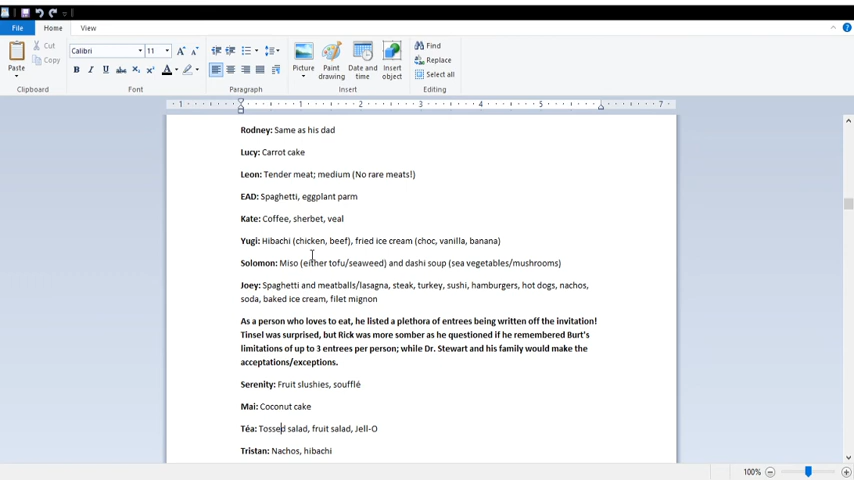 File
Home
View
Paste
Cut
Copy
Clipboard
Calibri
11
Font
Paragraph
Picture
Paint drawing
Date and time
Insert object
Insert
Find
Replace
Select all
Editing
1 1 2 3 4 5 7
Rodney: Same as his dad
Lucy: Carrot cake
Leon: Tender meat; medium (No rare meats!)
EAD: Spaghetti, eggplant parm
Kate: Coffee, sherbet, veal
Yugi: Hibachi (chicken, beef), fried ice cream (choc, vanilla, banana)
Solomon: Miso (either tofu/seaweed) and dashi soup (sea vegetables/mushrooms)
Joey: Spaghetti and meatballs/lasagna, steak, turkey, sushi, hamburgers, hot dogs, nachos,
soda, baked ice cream, filet mignon
As a person who loves to eat, he listed a plethora of entrees being written off the invitation!
Tinsel was surprised, but Rick was more somber as he questioned if he remembered Burt's
limitations of up to 3 entrees per person; while Dr. Stewart and his family would make the
acceptations/exceptions.
Serenity: Fruit slushies, soufflé
Mai: Coconut cake
Téa: Tossed salad, fruit salad, Jell-O
Tristan: Nachos, hibachi
100%